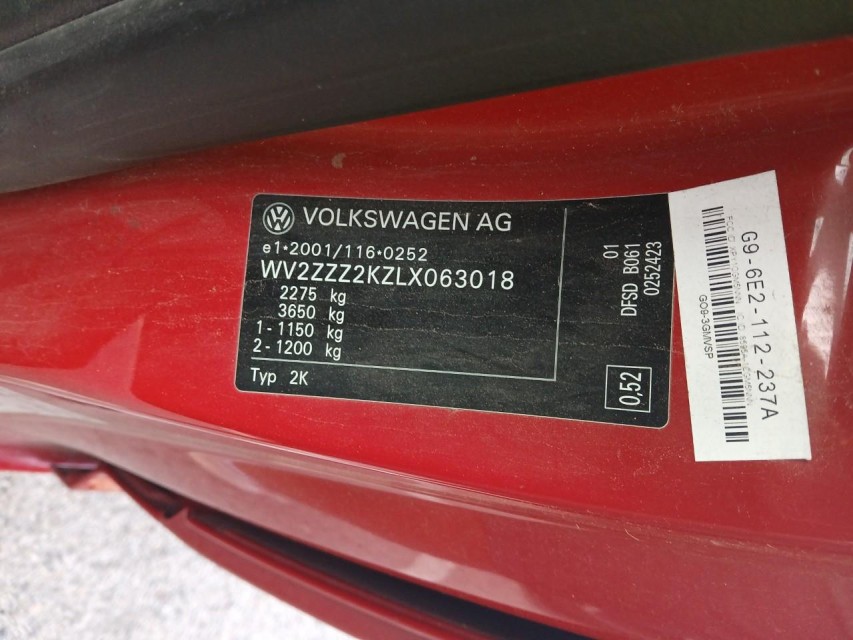 VOLKSWAGEN AG
e1*2001/116*0252
WV2ZZZ2KZLX063018
2275 kg
3650 kg
1-1150 kg
2-1200 kg
Typ 2K
01
DFSD B061
0252423
0,52
G9-6E2-112-237A
GO9-3GMVSP